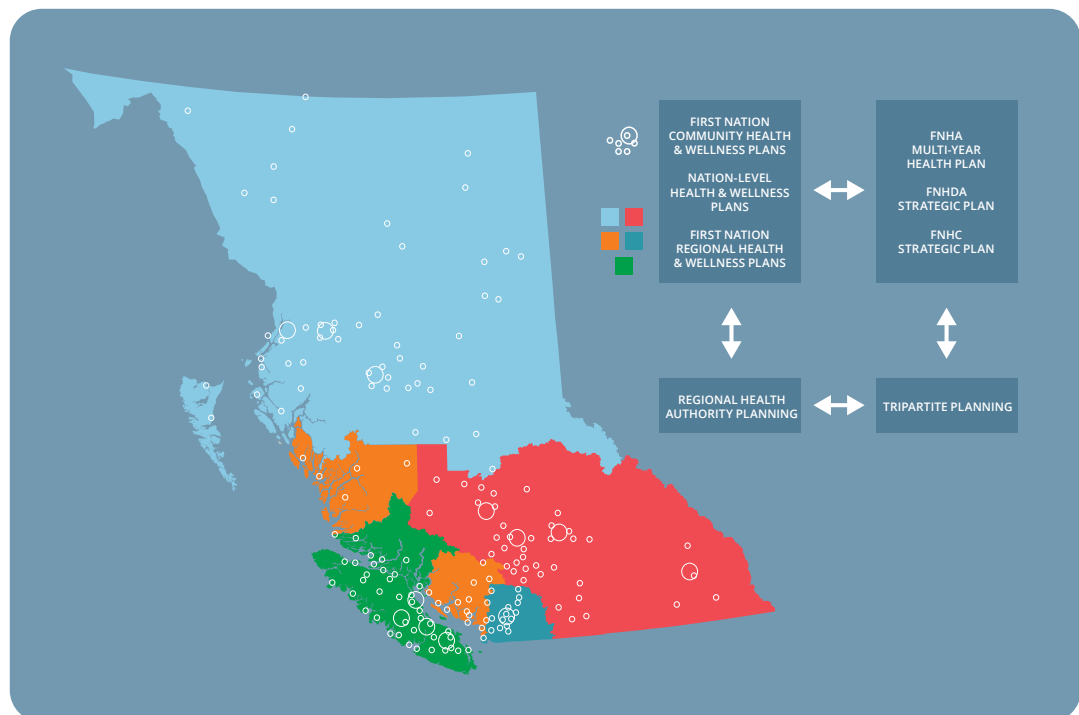 FIRST NATION
COMMUNITY HEALTH
& WELLNESS PLANS
NATION-LEVEL
HEALTH & WELLNESS
PLANS
FIRST NATION
REGIONAL HEALTH
& WELLNESS PLANS
FNHA
MULTI-YEAR
HEALTH PLAN
FNHDA
STRATEGIC PLAN
FNHC
STRATEGIC PLAN
REGIONAL HEALTH
AUTHORITY PLANNING
TRIPARTITE PLANNING